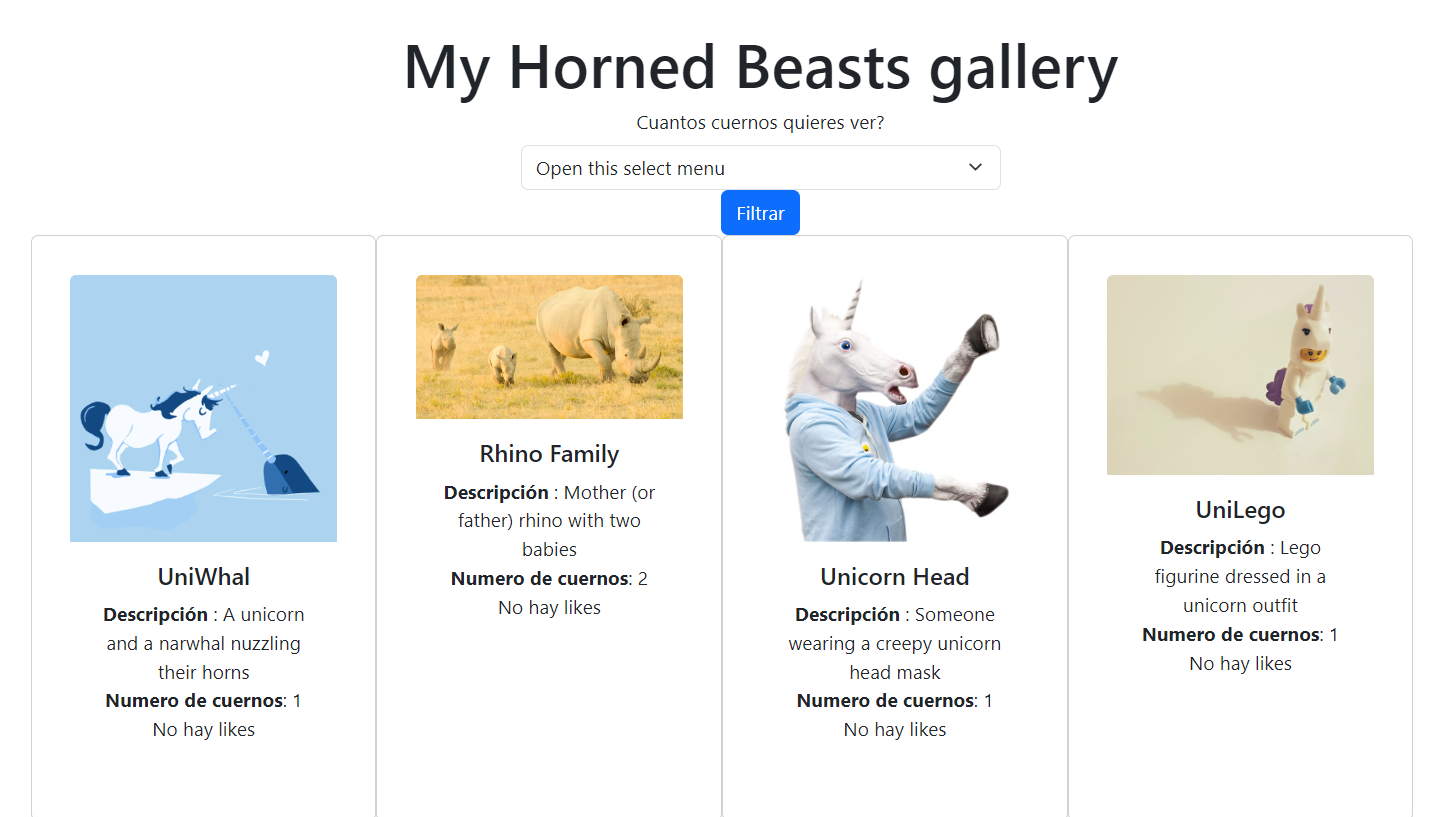 My Horned Beasts gallery
Cuantos cuernos quieres ver?
Open this select menu
Filtrar
UniWhal
Descripción : A unicorn
and a narwhal nuzzling
their horns
Numero de cuernos: 1
No hay likes
Rhino Family
Descripción : Mother (or
father) rhino with two
babies
Numero de cuernos: 2
No hay likes
Unicorn Head
Descripción : Someone
wearing a creepy unicorn
head mask
Numero de cuernos: 1
No hay likes
UniLego
Descripción : Lego
figurine dressed in a
unicorn outfit
Numero de cuernos: 1
No hay likes